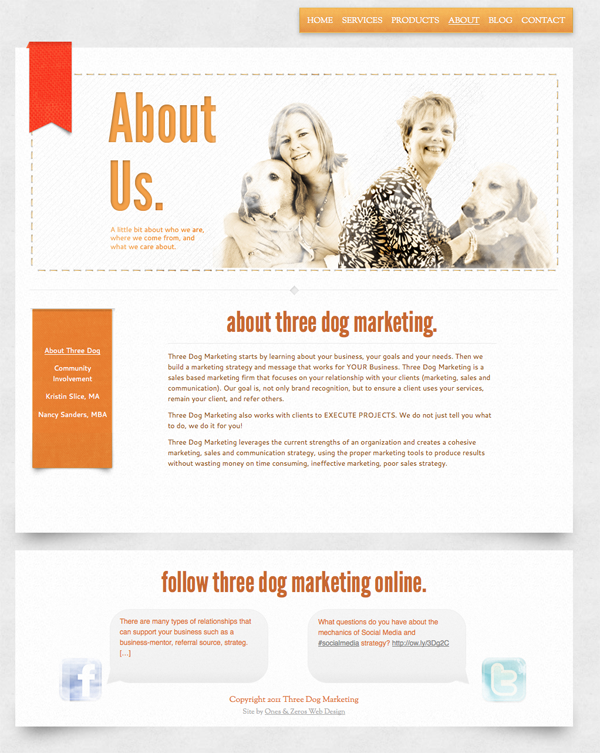 HOME SERVICES PRODUCTS ABOUT BLOG CONTACT
About
Us.
A little bit about who we are,
where we come from, and
what we care about.
About Three Dog
Community
Involvement
Kristin Slice, MA
Nancy Sanders, MBA
about three dog marketing.
Three Dog Marketing starts by learning about your business, your goals and your needs. Then we
build a marketing strategy and message that works for YOUR Business. Three Dog Marketing is a
sales based marketing firm that focuses on your relationship with your clients (marketing, sales and
communication). Our goal is, not only brand recognition, but to ensure a client uses your services,
remain your client, and refer others.
Three Dog Marketing also works with clients to EXECUTE PROJECTS. We do not just tell you what
to do, we do it for you!
Three Dog Marketing leverages the current strengths of an organization and creates a cohesive
marketing, sales and communication strategy, using the proper marketing tools to produce results
without wasting money on time consuming, ineffective marketing, poor sales strategy.
follow three dog marketing online.
There are many types of relationships that
can support your business such as a
business-mentor, referral source, strateg.
[...]
What questions do you have about the
mechanics of Social Media and
#socialmedia strategy? http://ow.ly/3Dg2C
f
t
Copyright 2011 Three Dog Marketing
Site by Ones & Zeros Web Design